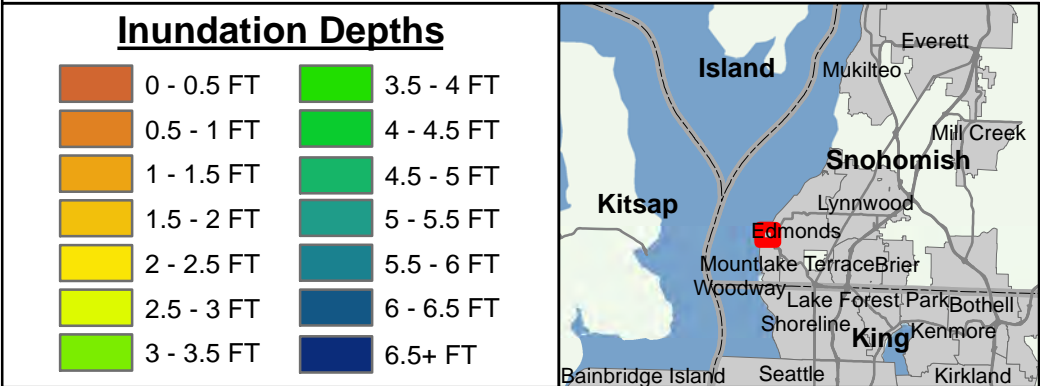 Inundation Depths
0 - 0.5 FT
0.5 - 1 FT
1 - 1.5 FT
1.5 - 2 FT
2 - 2.5 FT
2.5 - 3 FT
3 - 3.5 FT
3.5 - 4 FT
4 - 4.5 FT
4.5 - 5 FT
5 - 5.5 FT
5.5 - 6 FT
6 - 6.5 FT
6.5+ FT
Everett
Island
Mukilteo
Mill Creek
Snohomish
Kitsap
Lynnwood
Edmonds
Mountlake Terrace
Brier
Woodway
Lake Forest Park
Bothell
Shoreline
King
Kenmore
Bainbridge Island
Seattle
Kirkland